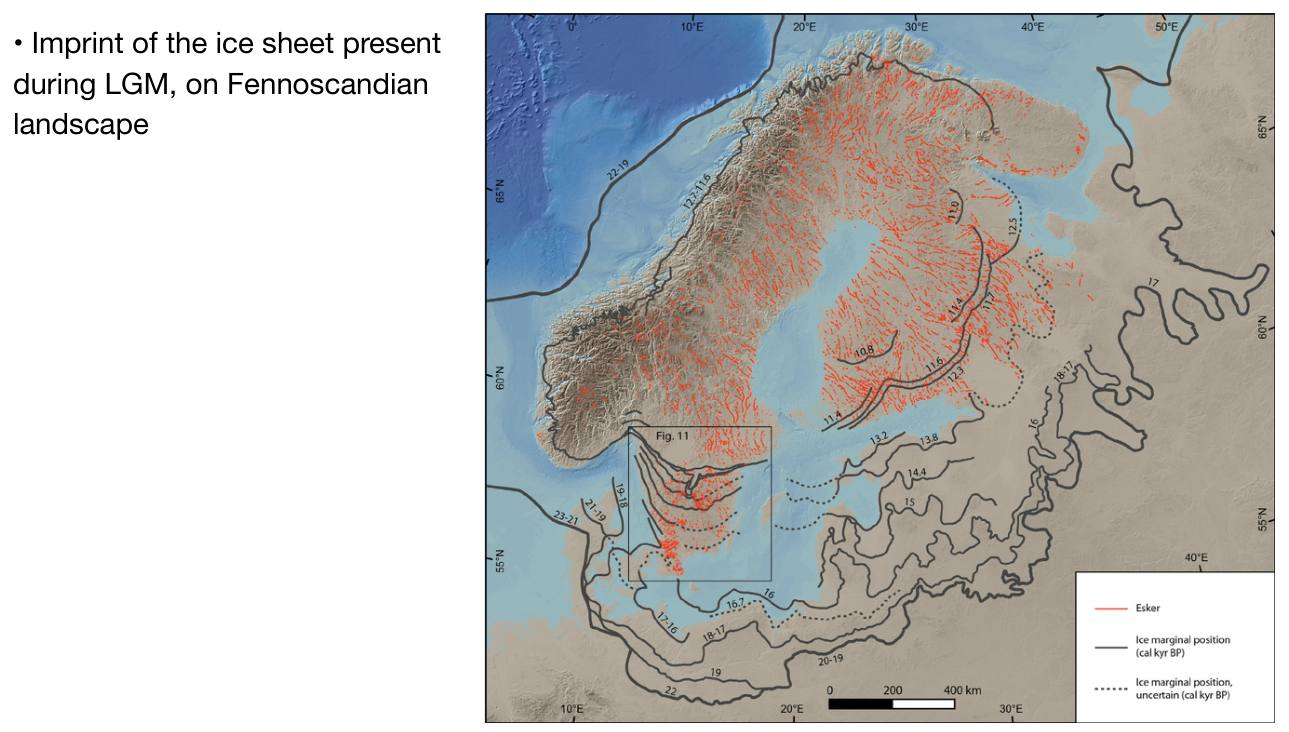 • Imprint of the ice sheet present
during LGM, on Fennoscandian
landscape
0°
10°E
20°E
30°E
40°E
50°E
65°N
22-19
65°N
12.7-11.6
11.0
12.5
17
11.4
11.7
60°N
10.8
60°N
11.6
12.3
18-17
11.4
Fig. 11
13.2
13.8
16
14.4
19-18
21-19
15
23-21
55°N
55°N
40°E
16
16.7
17-16
18-17
20-19
19
22
0 200 400 km
10°E
20°E
30°E
Esker
Ice marginal position
(cal kyr BP)
Ice marginal position,
uncertain (cal kyr BP)